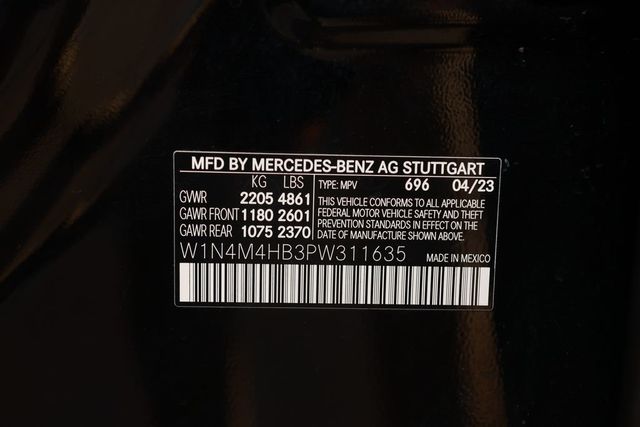 MFD BY MERCEDES-BENZ AG STUTTGART
KG LBS
GVWR 2205 4861
GAWR FRONT 1180 2601
GAWR REAR 1075 2370
TYPE: MPV 696 04/23
THIS VEHICLE CONFORMS TO ALL APPLICABLE
FEDERAL MOTOR VEHICLE SAFETY AND THEFT
PREVENTION STANDARDS IN EFFECT ON THE
DATE OF MANUFACTURE SHOWN ABOVE.
W1N4M4HB3PW311635
MADE IN MEXICO